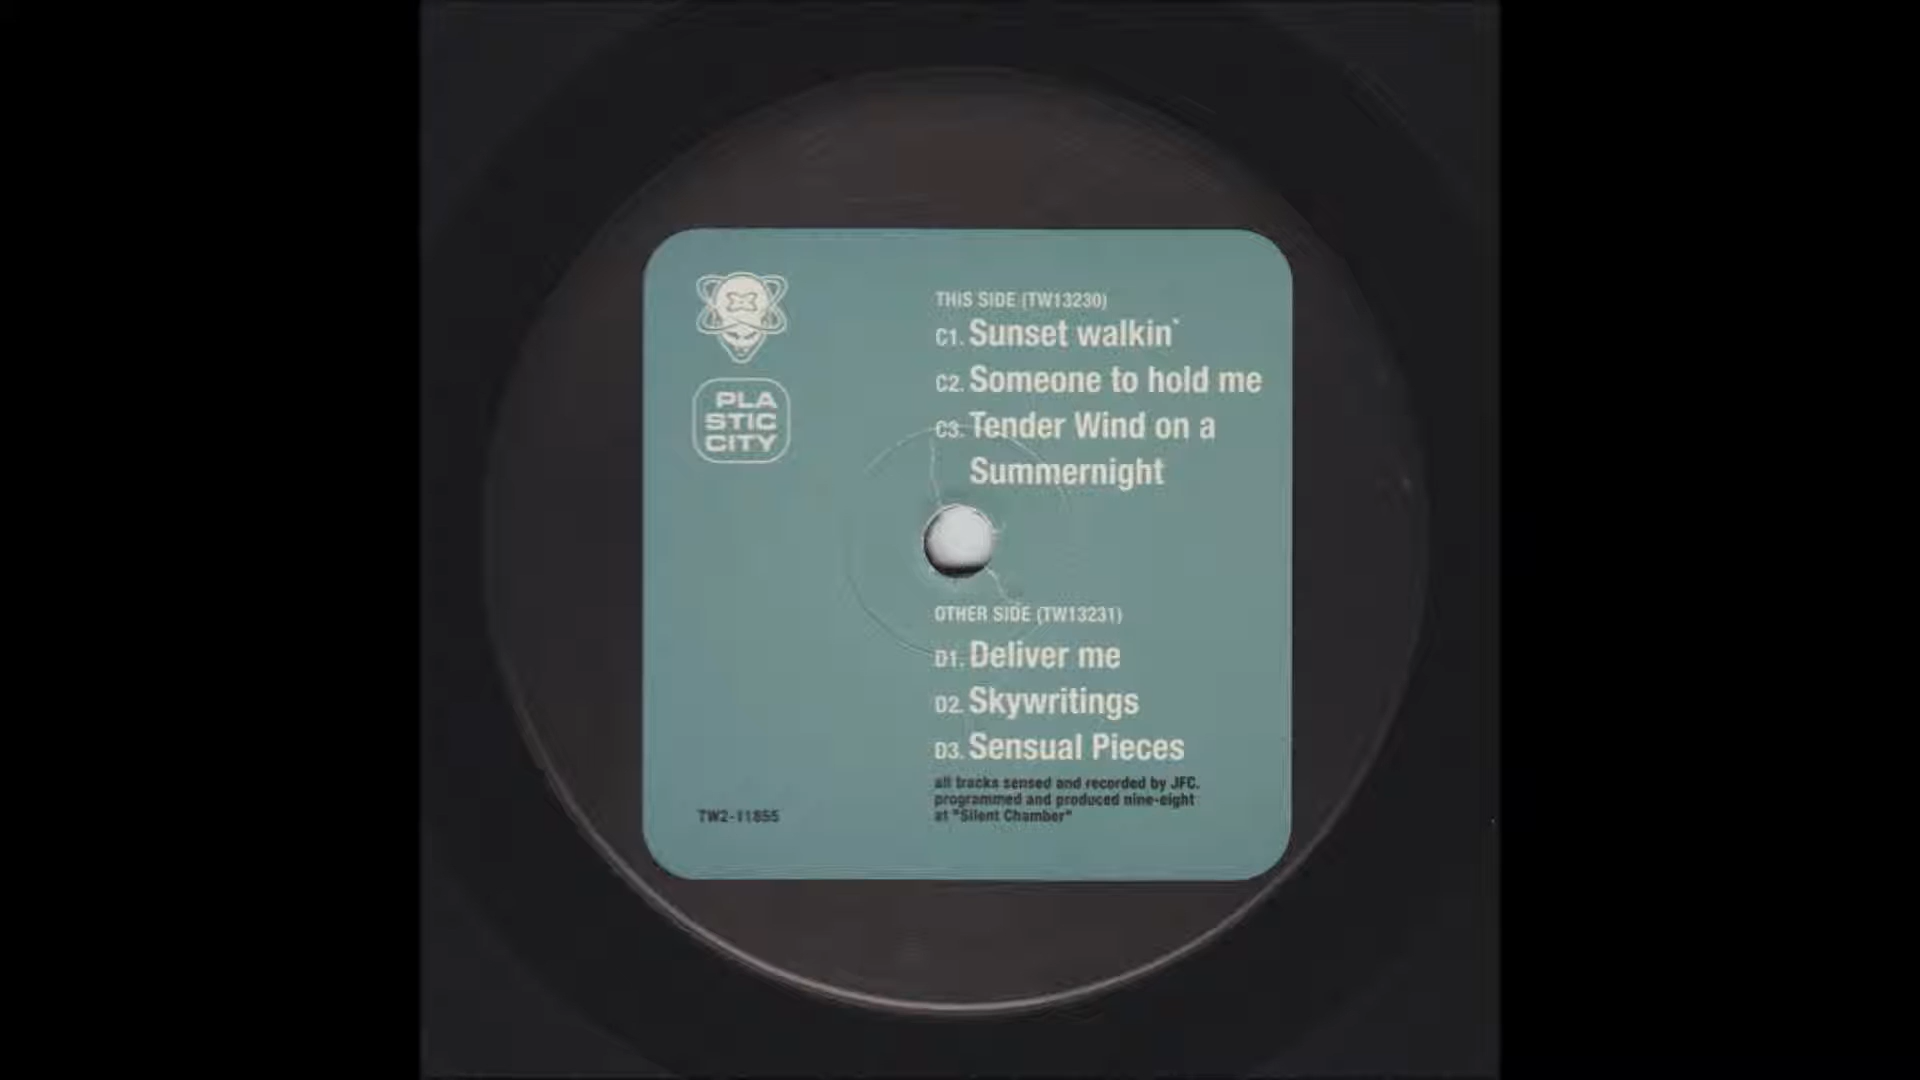 PLA
STIC
CITY
THIS SIDE (TW13230)
C1. Sunset walkin`
C2. Someone to hold me
C3. Tender Wind on a
Summernight
OTHER SIDE (TW13231)
D1. Deliver me
D2. Skywritings
D3. Sensual Pieces
all tracks sensed and recorded by JFC.
programmed and produced nine-eight
at "Silent Chamber"
TW2-11855